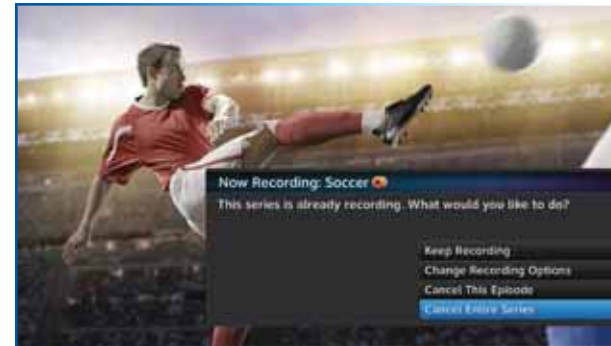 Now Recording: Soccer
This series is already recording. What would you like to do?
Keep Recording
Change Recording Options
Cancel This Episode
Cancel Entire Series